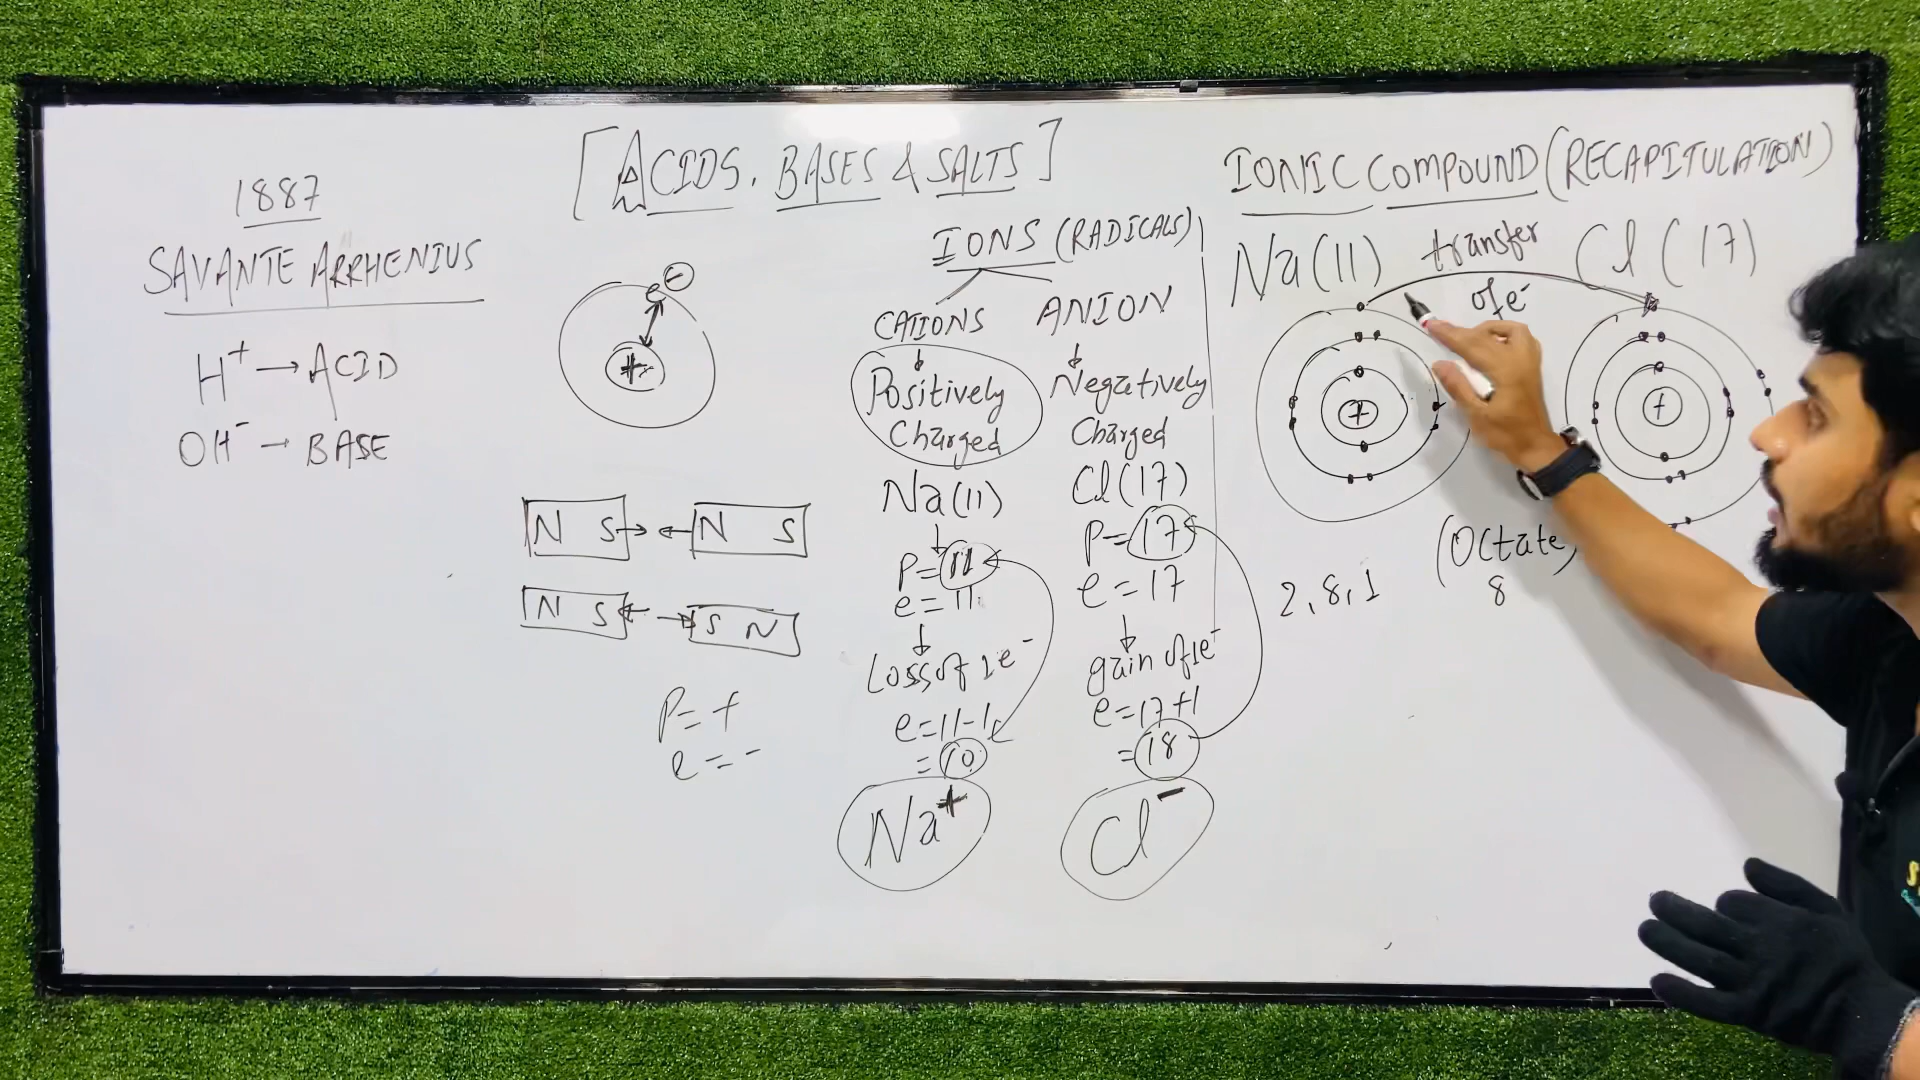 [ACIDS, BASES & SALTS]
1887
SAVANTE ARRHENIUS
H+ → ACID
OH- → BASE
e-
+
N S → ← N S
N S ← → S N
P = +
e = -
IONS (RADICALS)
CATIONS
↓
Positively
Charged
Na(11)
↓
P = 11
e = 11
↓
Loss of 1e-
e = 11-1
= 10
Na+
ANION
↓
Negatively
Charged
Cl(17)
P = 17
e = 17
↓
gain of 1e-
e = 17+1
= 18
Cl-
IONIC COMPOUND (RECAPITULATION)
Na(11) transfer Cl(17)
of e-
+ +
2,8,1
(Octate,
8